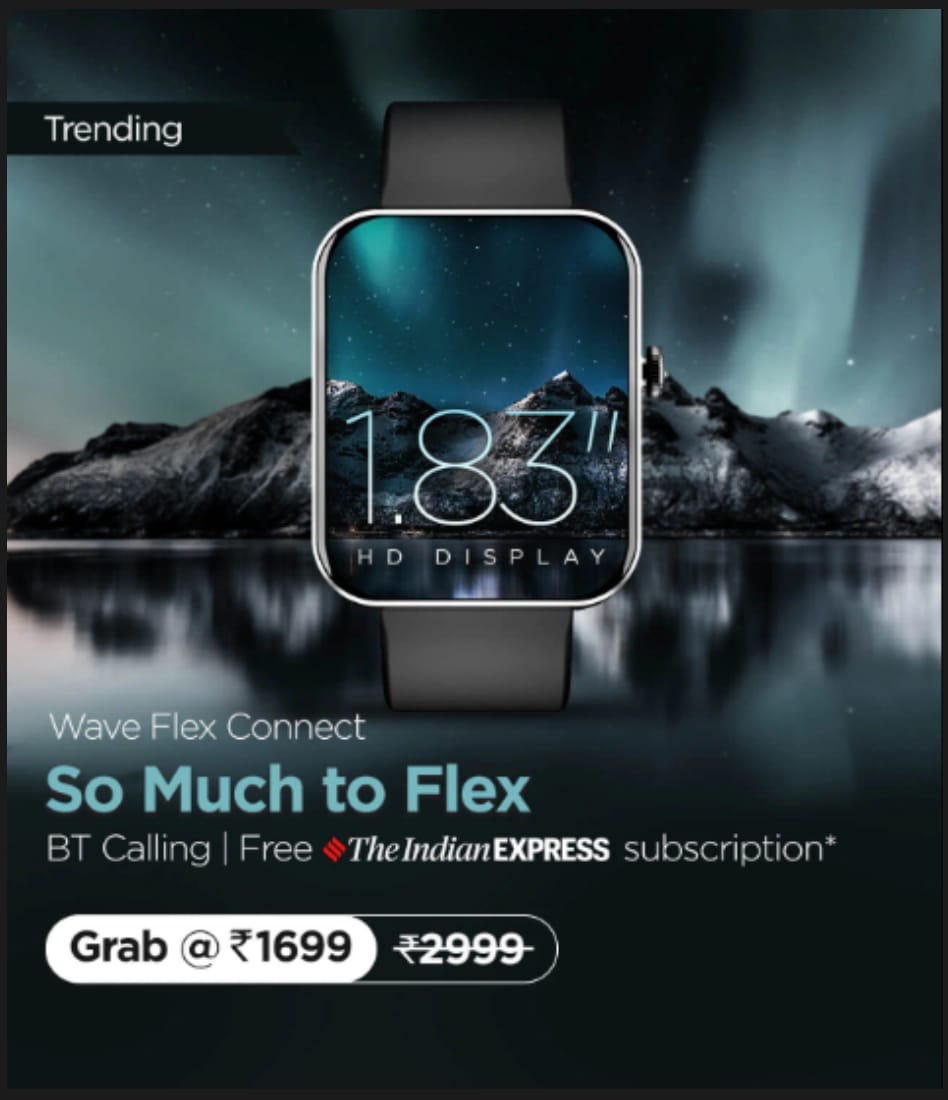 Trending
1.83"
HD DISPLAY
Wave Flex Connect
So Much to Flex
BT Calling | Free The Indian EXPRESS subscription*
Grab @ ₹1699 ₹2999